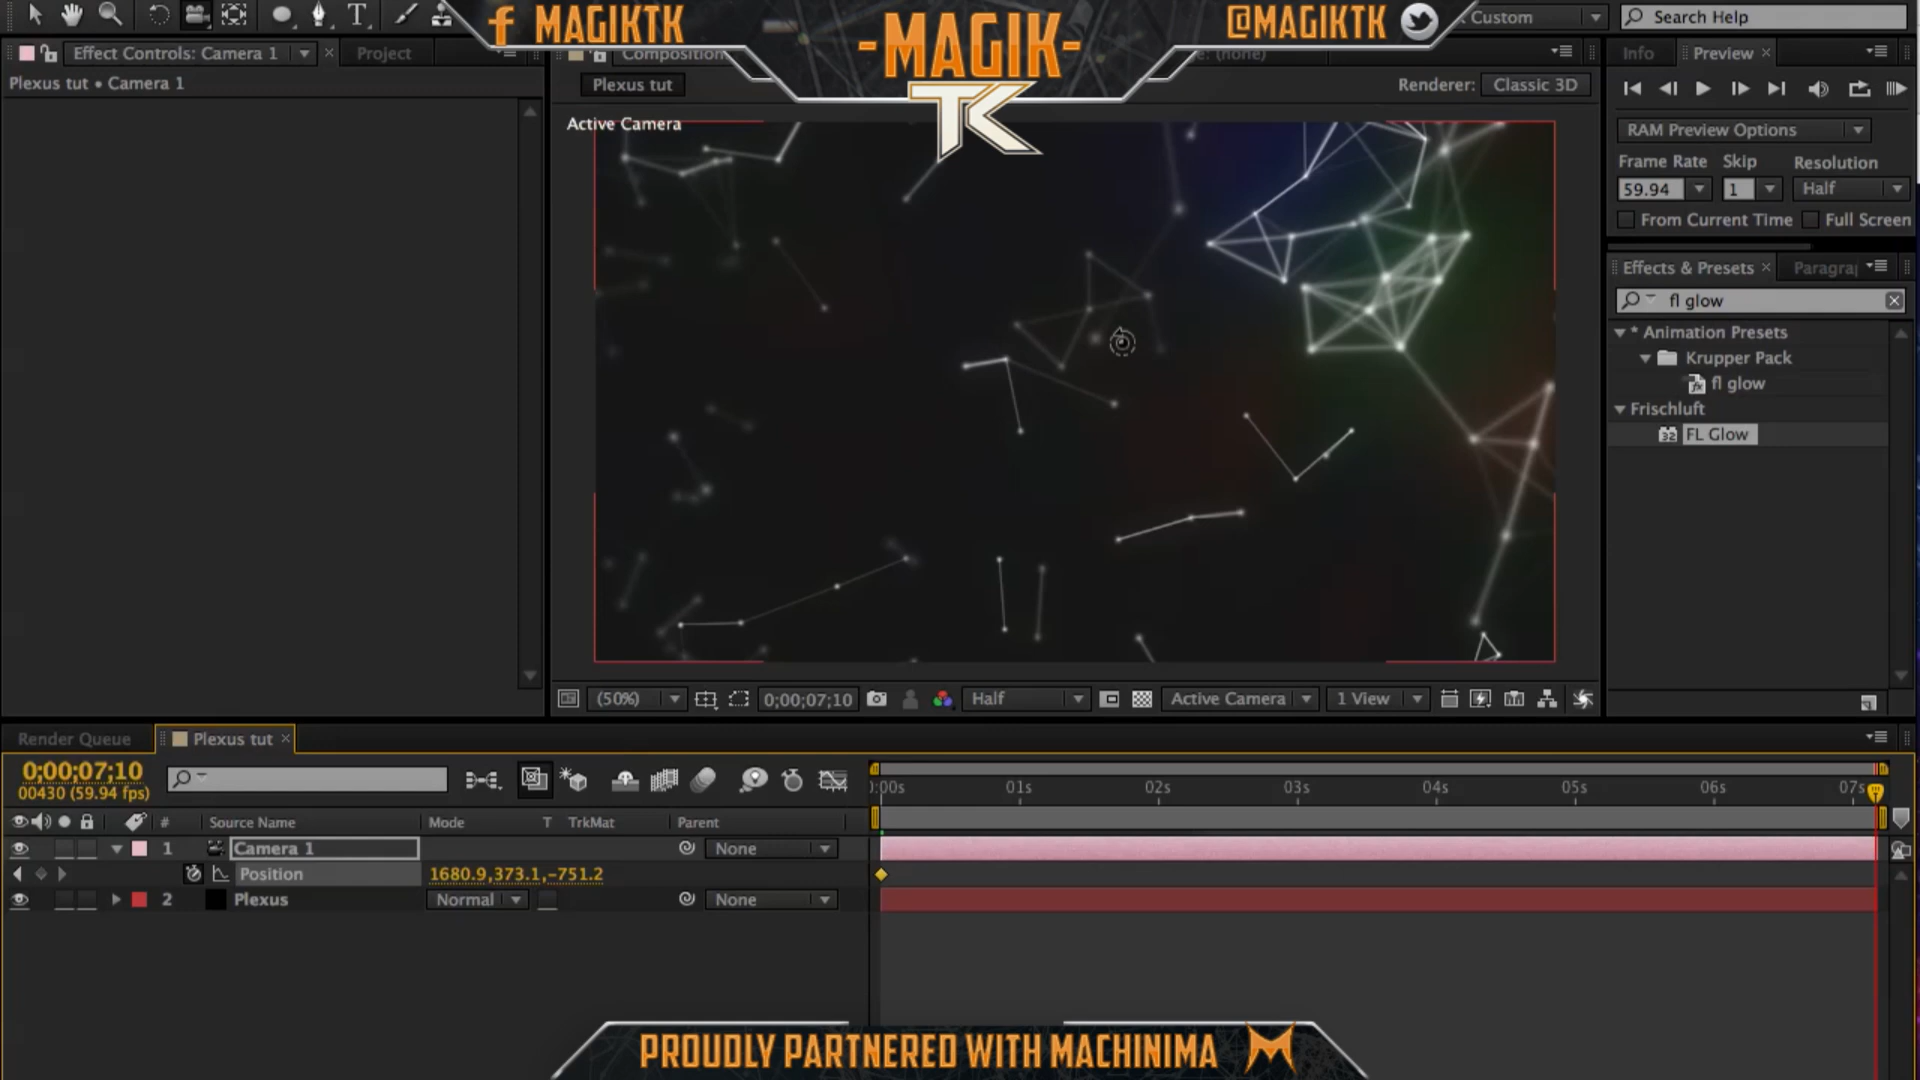 MAGIKTK
-MAGIK-
TK
@MAGIKTK
Custom
Search Help
Effect Controls: Camera 1
Project
Composition
: (none)
Info
Preview
Plexus tut • Camera 1
Plexus tut
Renderer: Classic 3D
Active Camera
RAM Preview Options
Frame Rate Skip Resolution
59.94 1 Half
From Current Time Full Screen
Effects & Presets
Paragra
fl glow
* Animation Presets
Krupper Pack
fl glow
Frischluft
32 FL Glow
(50%) 0;00;07;10 Half Active Camera 1 View
Render Queue
Plexus tut
0;00;07;10
00430 (59.94 fps)
):00s 01s 02s 03s 04s 05s 06s 07s
# Source Name Mode T TrkMat Parent
1 Camera 1 None
Position 1680.9,373.1,-751.2
2 Plexus Normal None
PROUDLY PARTNERED WITH MACHINIMA